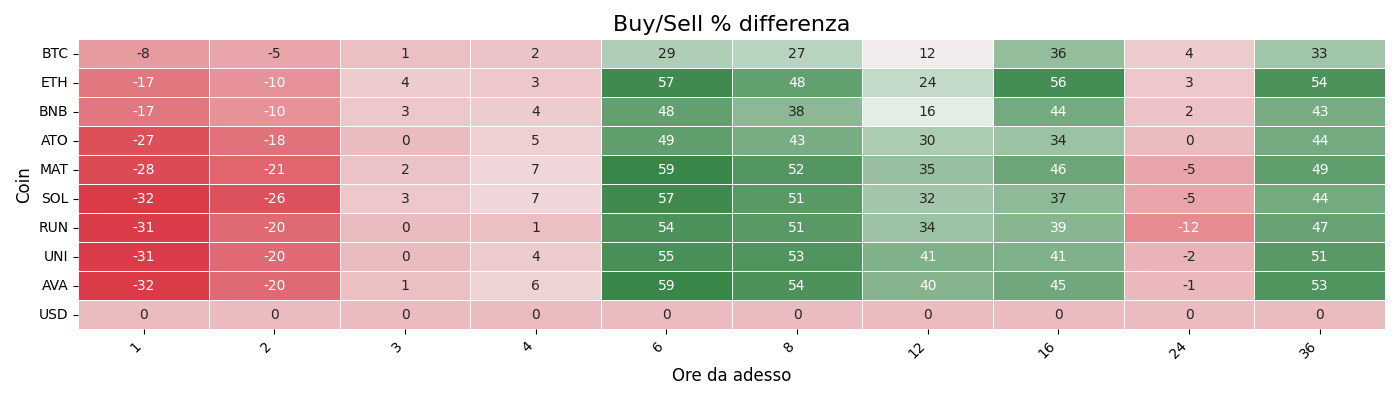 Buy/Sell % differenza
BTC -8 -5 1 2 29 27 12 36 4 33
ETH -17 -10 4 3 57 48 24 56 3 54
BNB -17 -10 3 4 48 38 16 44 2 43
ATO -27 -18 0 5 49 43 30 34 0 44
MAT -28 -21 2 7 59 52 35 46 -5 49
SOL -32 -26 3 7 57 51 32 37 -5 44
RUN -31 -20 0 1 54 51 34 39 -12 47
UNI -31 -20 0 4 55 53 41 41 -2 51
AVA -32 -20 1 6 59 54 40 45 -1 53
USD 0 0 0 0 0 0 0 0 0 0
Coin
1 2 3 4 6 8 12 16 24 36
Ore da adesso